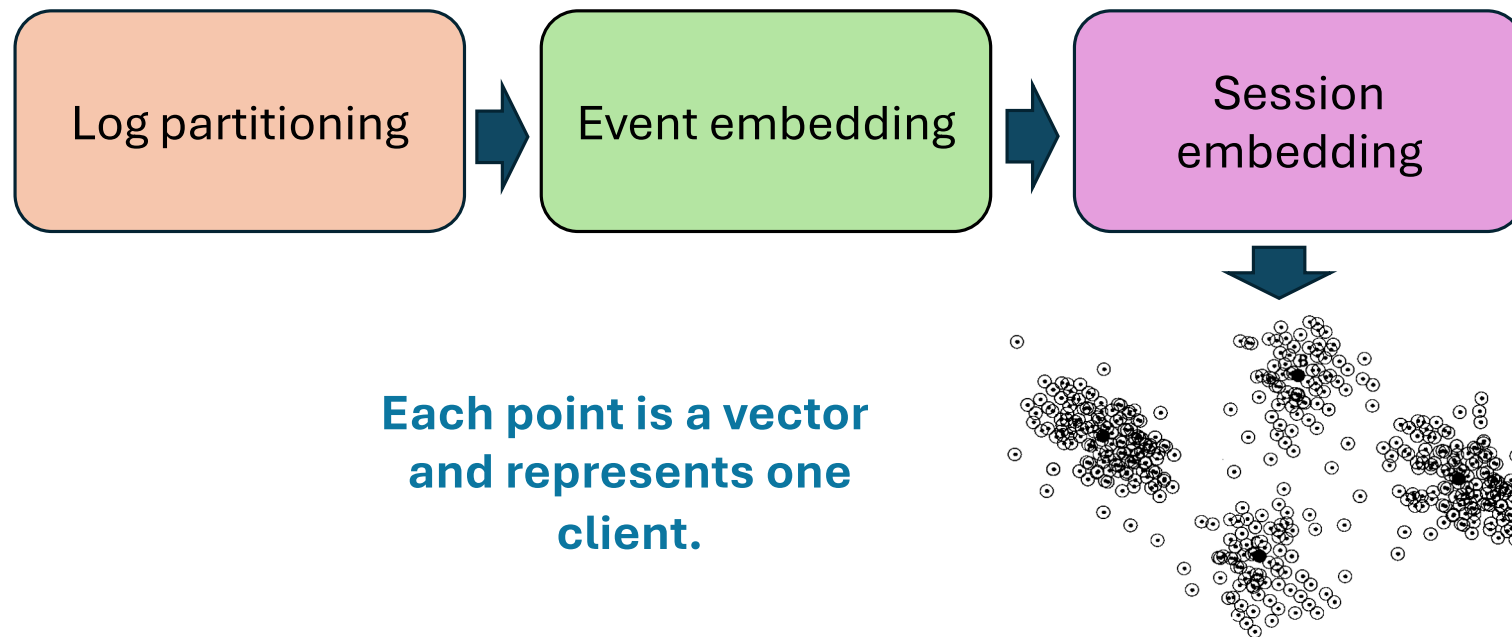 Log partitioning
Event embedding
Session
embedding
B
Each point is a vector
and represents one
client.